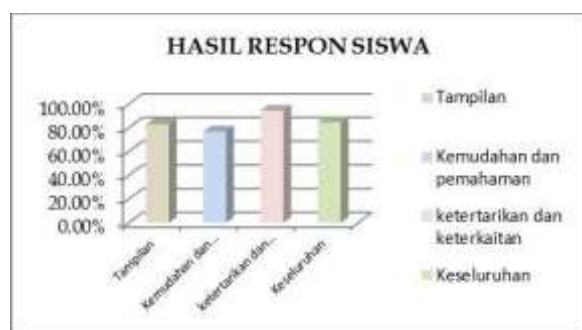 HASIL RESPON SISWA
100.00%
80.00%
60.00%
40.00%
20.00%
0.00%
Tampilan
Kemudahan dan...
ketertarikan dan...
Keseluruhan
Tampilan
Kemudahan dan
pemahaman
ketertarikan dan
keterkaitan
Keseluruhan